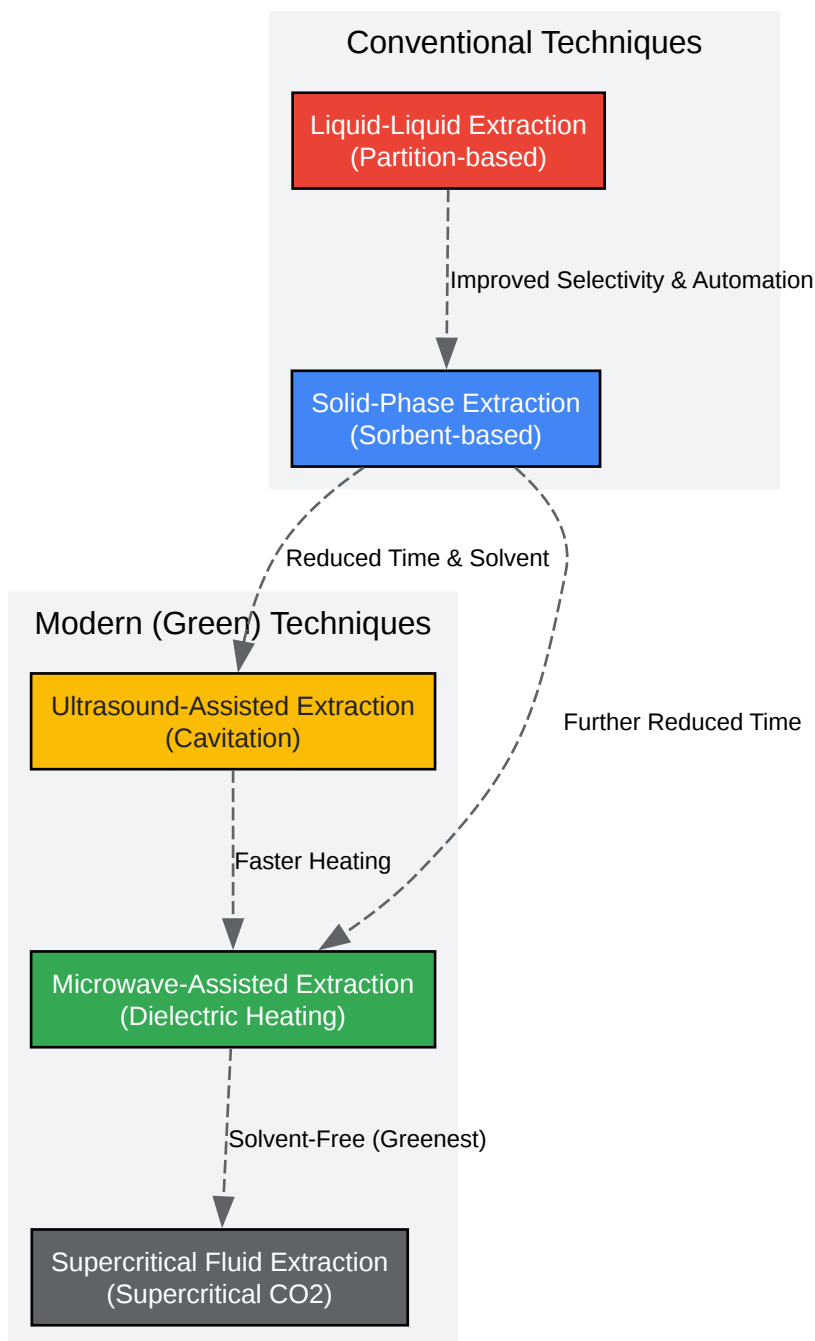 Conventional Techniques
Liquid-Liquid Extraction
(Partition-based)
Improved Selectivity & Automation
Solid-Phase Extraction
(Sorbent-based)
Reduced Time & Solvent
Modern (Green) Techniques
Ultrasound-Assisted Extraction
(Cavitation)
Further Reduced Time
Faster Heating
Microwave-Assisted Extraction
(Dielectric Heating)
Solvent-Free (Greenest)
Supercritical Fluid Extraction
(Supercritical CO2)